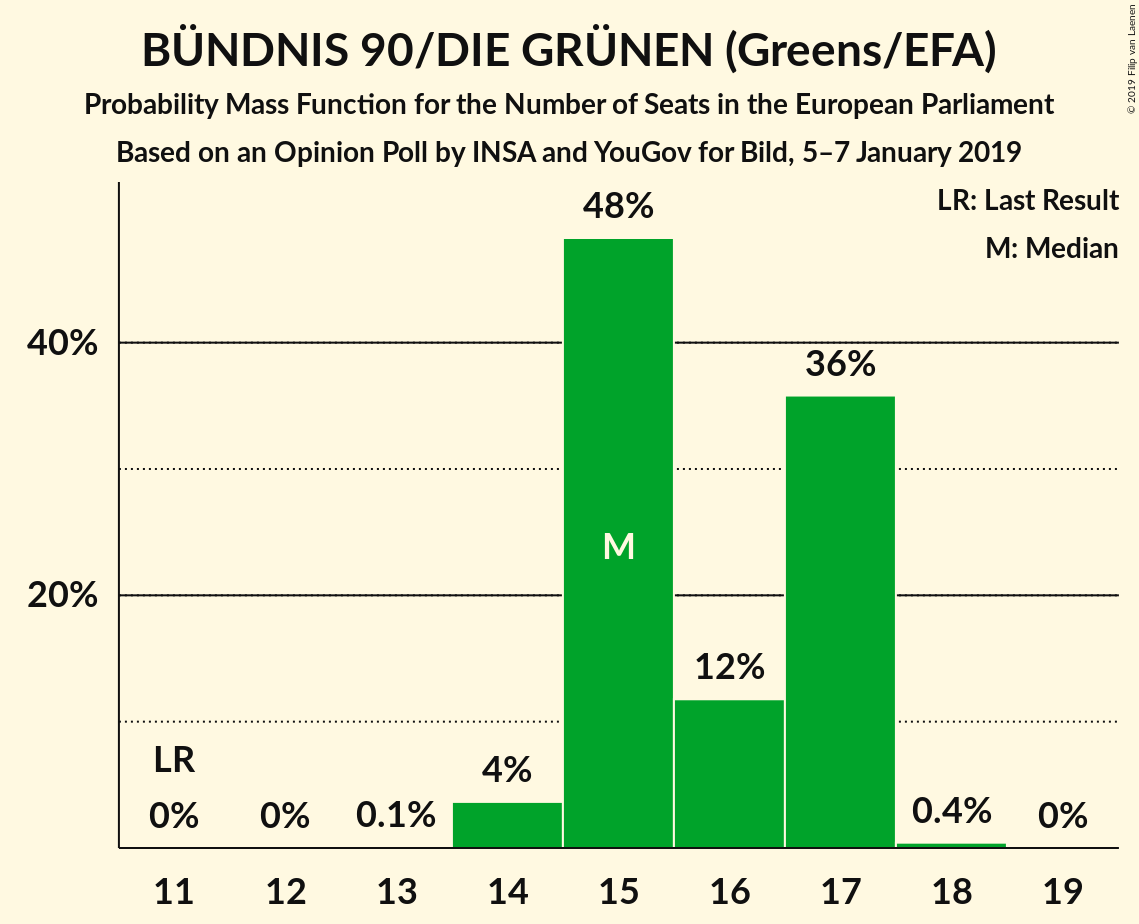 BÜNDNIS 90/DIE GRÜNEN (Greens/EFA)
Probability Mass Function for the Number of Seats in the European Parliament
Based on an Opinion Poll by INSA and YouGov for Bild, 5–7 January 2019
© 2019 Filip van Laenen
LR: Last Result
M: Median
48%
40%
36%
M
20%
12%
LR
4%
0% 0% 0.1% 0.4% 0%
11 12 13 14 15 16 17 18 19